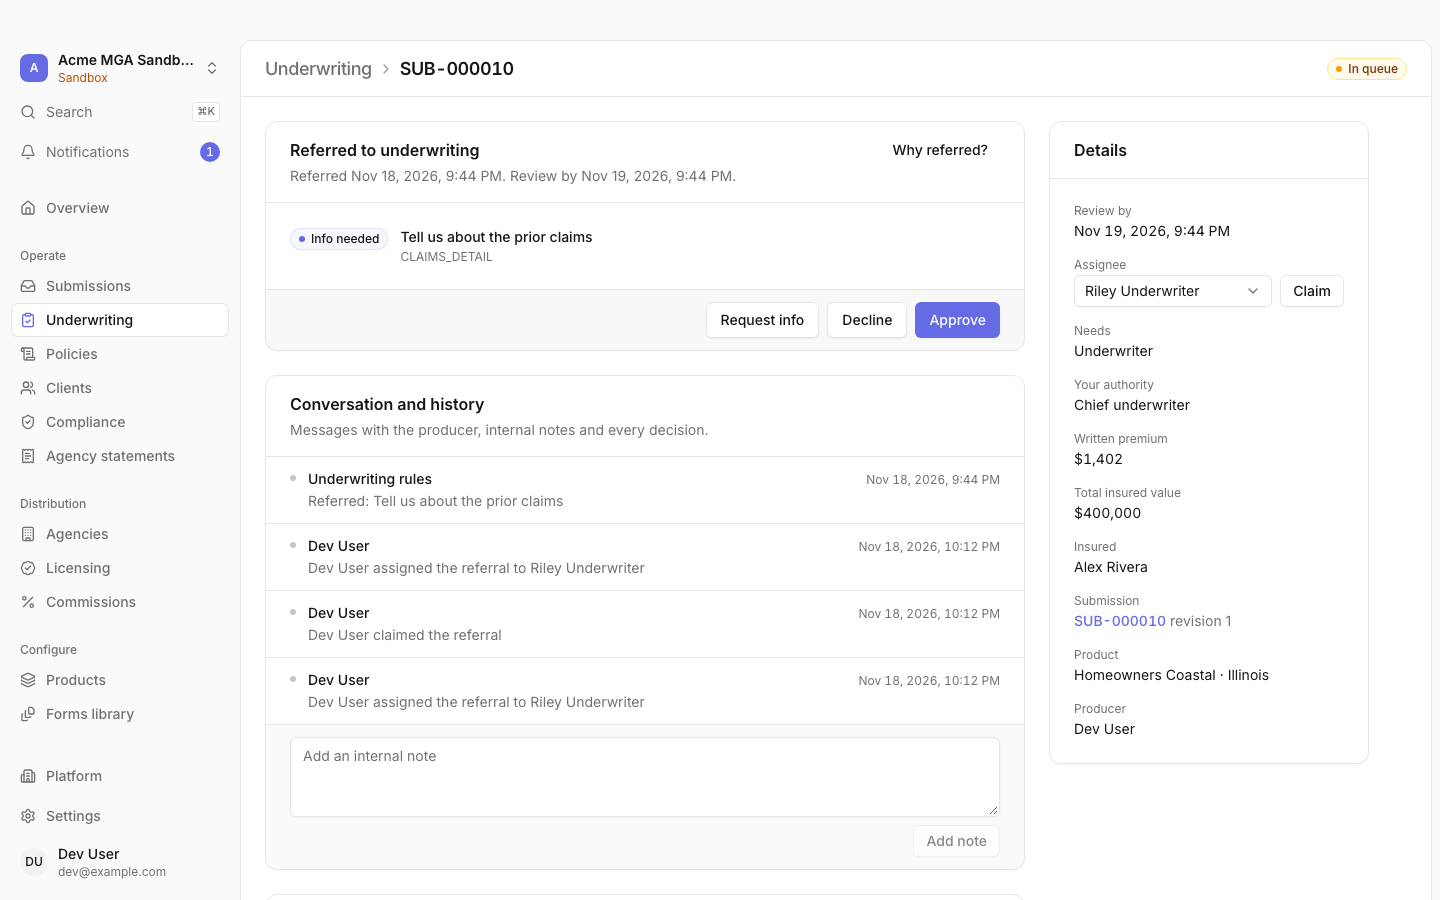 A
Acme MGA Sandb...
Sandbox
Search
⌘K
Notifications
1
Overview
Operate
Submissions
Underwriting
Policies
Clients
Compliance
Agency statements
Distribution
Agencies
Licensing
Commissions
Configure
Products
Forms library
Platform
Settings
DU
Dev User
dev@example.com
Underwriting
SUB-000010
In queue
Referred to underwriting
Why referred?
Referred Nov 18, 2026, 9:44 PM. Review by Nov 19, 2026, 9:44 PM.
Info needed
Tell us about the prior claims
CLAIMS_DETAIL
Request info
Decline
Approve
Conversation and history
Messages with the producer, internal notes and every decision.
Underwriting rules
Nov 18, 2026, 9:44 PM
Referred: Tell us about the prior claims
Dev User
Nov 18, 2026, 10:12 PM
Dev User assigned the referral to Riley Underwriter
Dev User
Nov 18, 2026, 10:12 PM
Dev User claimed the referral
Dev User
Nov 18, 2026, 10:12 PM
Dev User assigned the referral to Riley Underwriter
Add an internal note
Add note
Details
Review by
Nov 19, 2026, 9:44 PM
Assignee
Riley Underwriter
Claim
Needs
Underwriter
Your authority
Chief underwriter
Written premium
$1,402
Total insured value
$400,000
Insured
Alex Rivera
Submission
SUB-000010 revision 1
Product
Homeowners Coastal · Illinois
Producer
Dev User